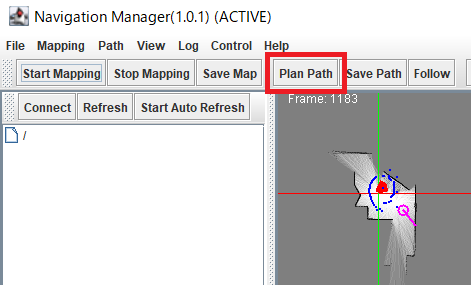 Navigation Manager(1.0.1) (ACTIVE)
File Mapping Path View Log Control Help
Start Mapping Stop Mapping Save Map Plan Path Save Path Follow
Connect Refresh Start Auto Refresh
Frame: 1183
/